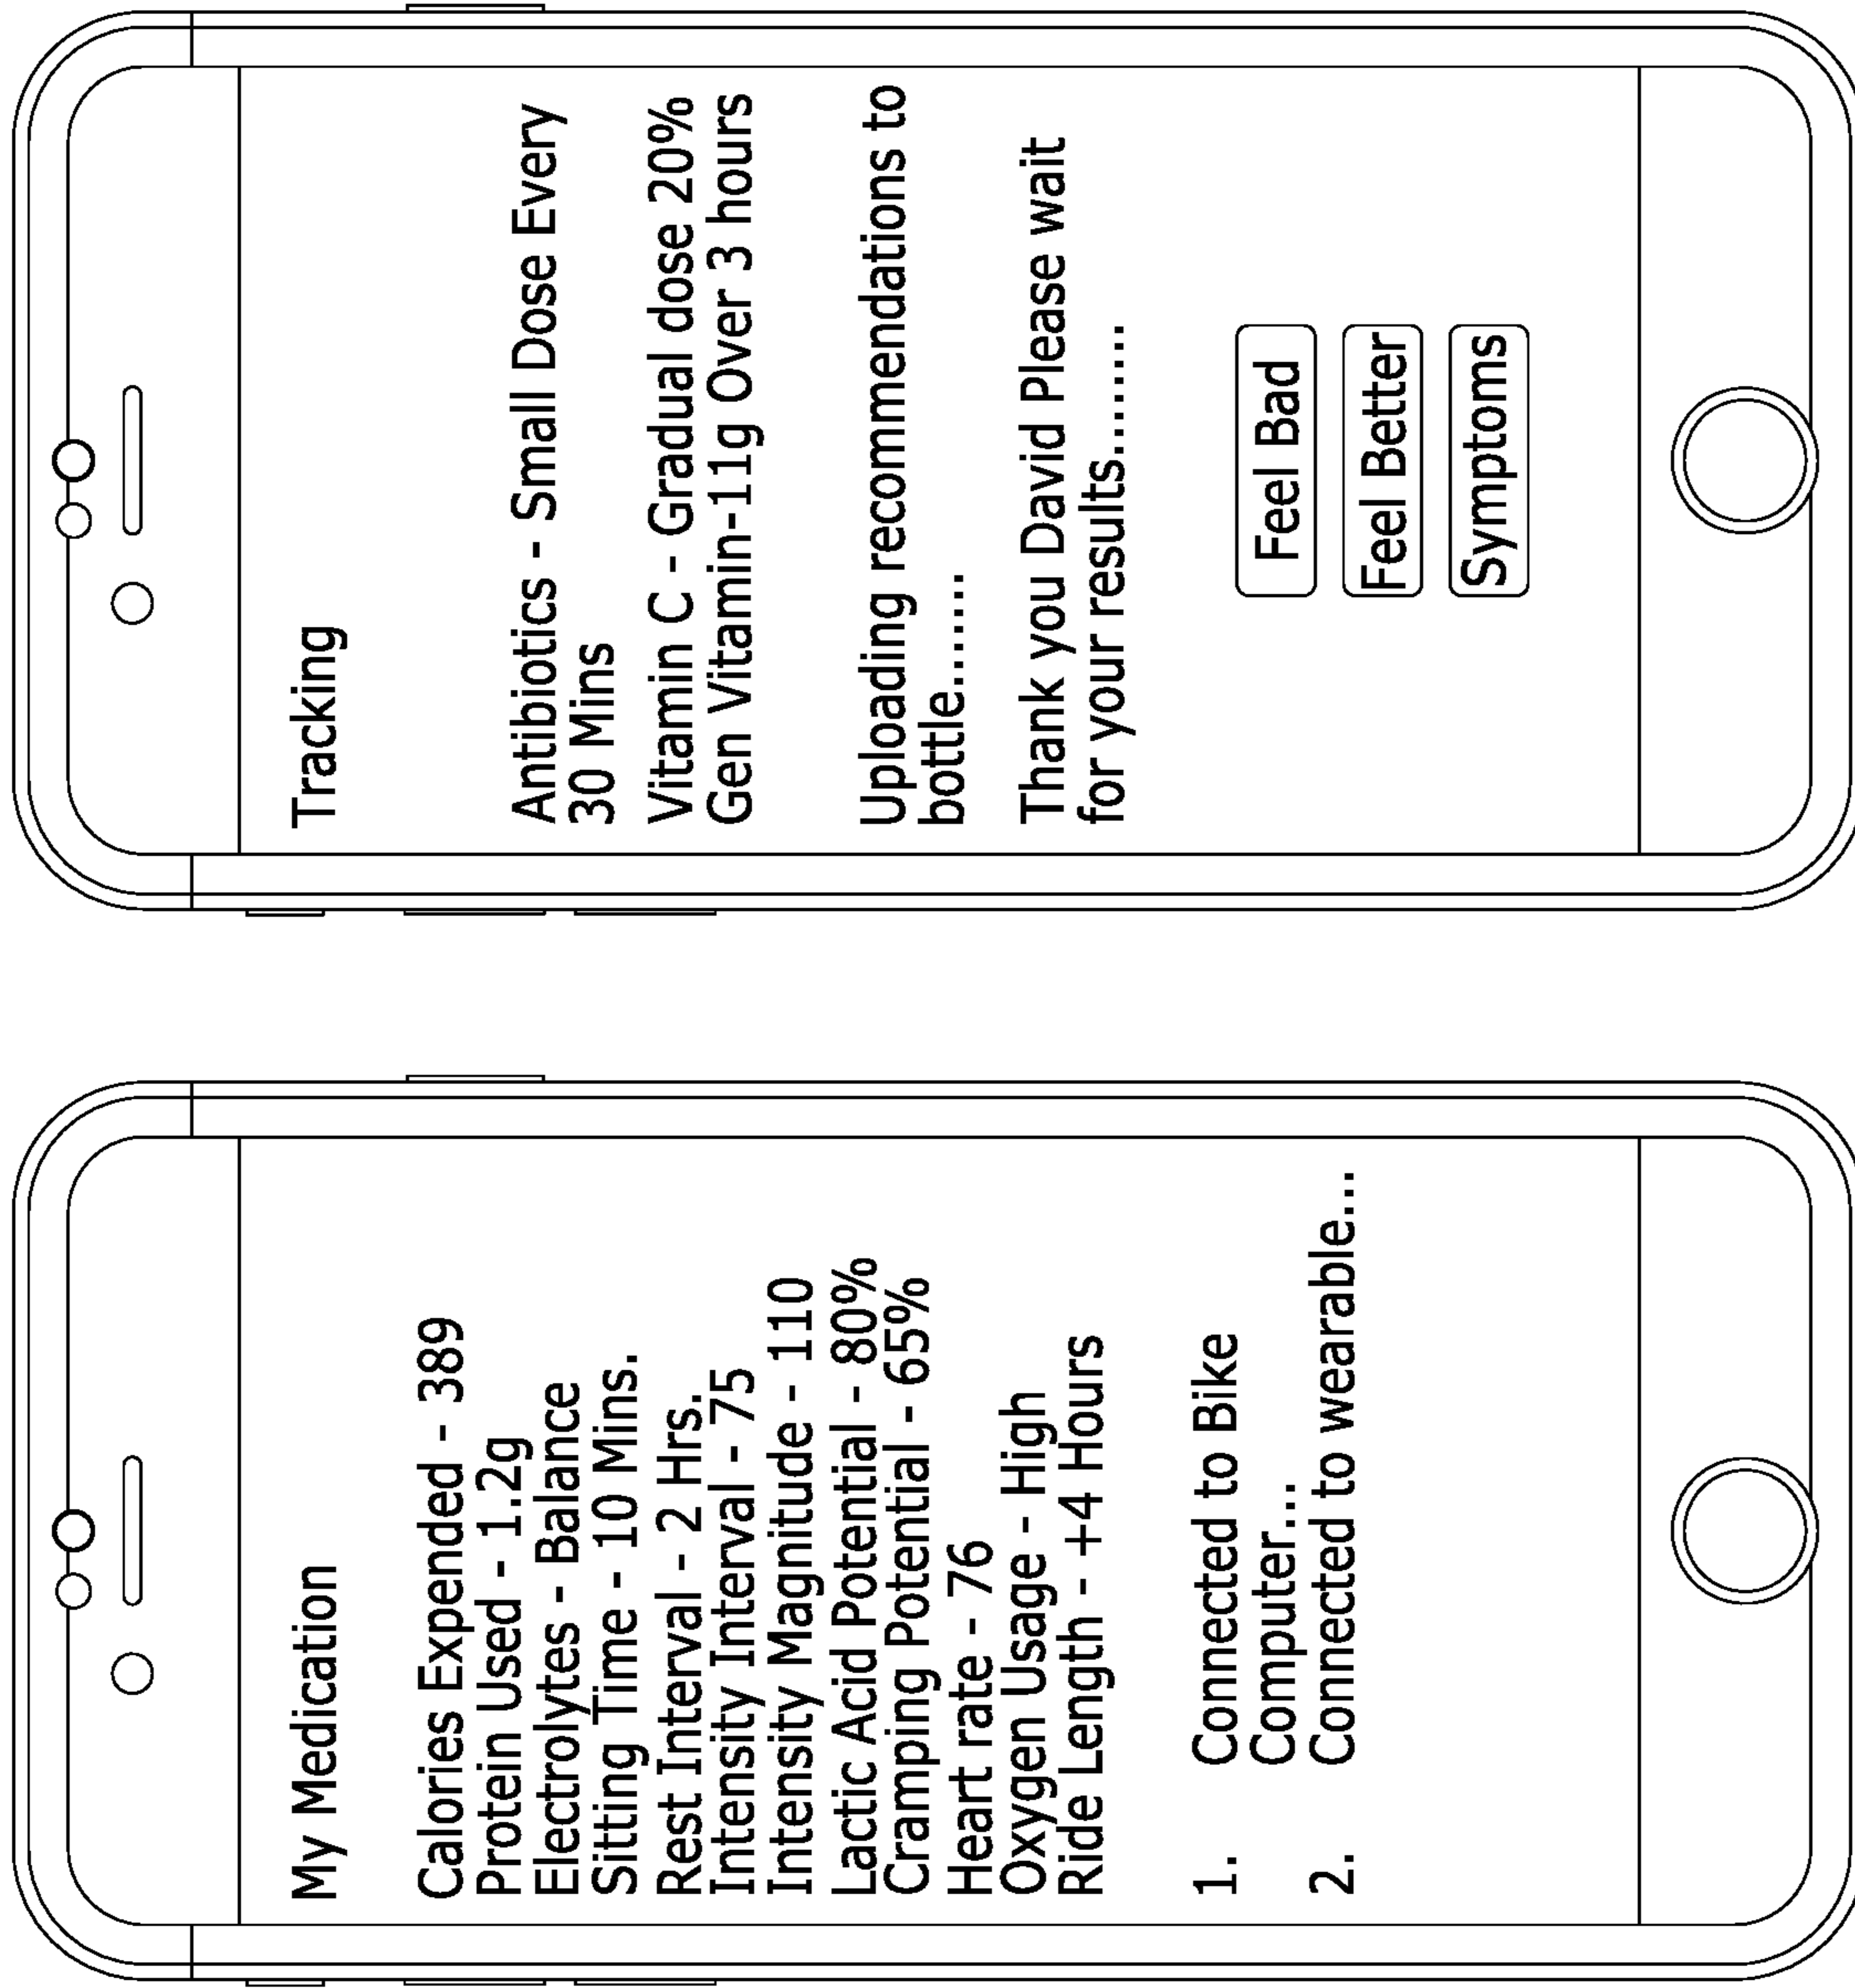 My Medication
Calories Expended - 389
Protein Used - 1.2g
Electrolytes - Balance
Sitting Time - 10 Mins.
Rest Interval - 2 Hrs.
Intensity Interval - 75
Intensity Magnitude - 110
Lactic Acid Potential - 80%
Cramping Potential - 65%
Heart rate - 76
Oxygen Usage - High
Ride Length - +4 Hours
1. Connected to Bike
Computer....
2. Connected to wearable...
Tracking
Antibiotics - Small Dose Every
30 Mins
Vitamin C - Gradual dose 20%
Gen Vitamin-11g Over 3 hours
Uploading recommendations to
bottle........
Thank you David Please wait
for your results.........
Feel Bad
Feel Better
Symptoms